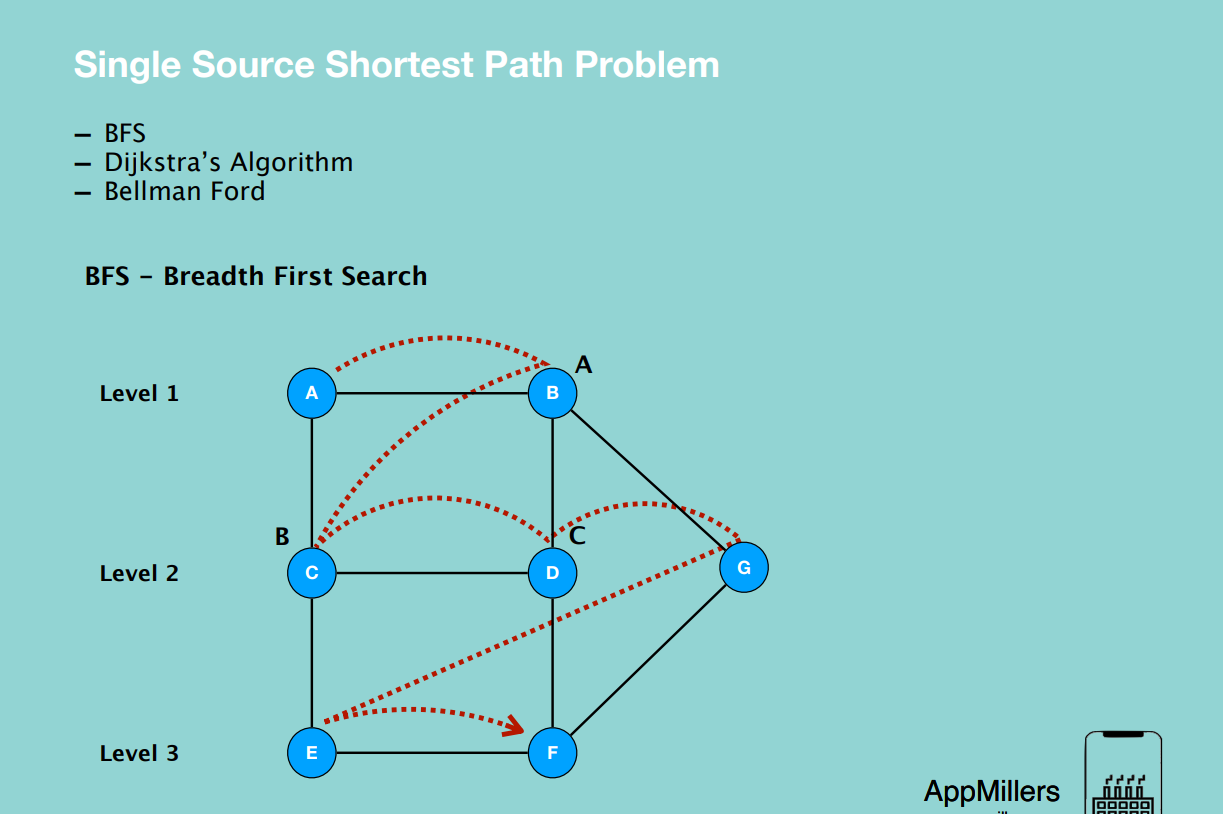 Single Source Shortest Path Problem
– BFS
– Dijkstra’s Algorithm
– Bellman Ford
BFS – Breadth First Search
A
Level 1
A
B
B
C
Level 2
C
D
G
Level 3
E
F
AppMillers